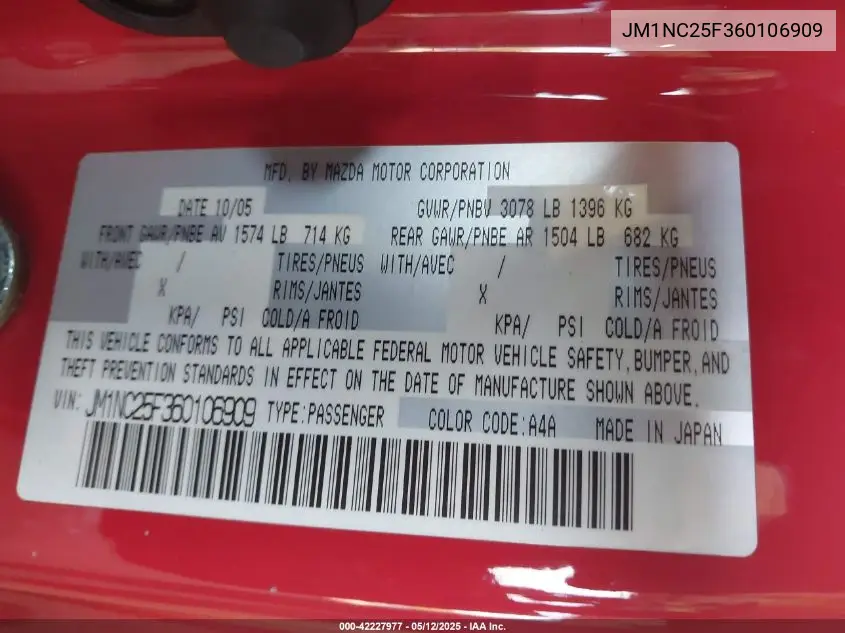 JM1NC25F360106909
MFD. BY MAZDA MOTOR CORPORATION
DATE 10/05 GVWR/PNBV 3078 LB 1396 KG
FRONT GAWR/PNBE AV 1574 LB 714 KG REAR GAWR/PNBE AR 1504 LB 682 KG
WITH/AVEC / TIRES/PNEUS WITH/AVEC / TIRES/PNEUS
X RIMS/JANTES X RIMS/JANTES
KPA/ PSI COLD/A FROID KPA/ PSI COLD/A FROID
THIS VEHICLE CONFORMS TO ALL APPLICABLE FEDERAL MOTOR VEHICLE SAFETY,BUMPER,AND
THEFT PREVENTION STANDARDS IN EFFECT ON THE DATE OF MANUFACTURE SHOWN ABOVE.
VIN: JM1NC25F360106909 TYPE:PASSENGER COLOR CODE:A4A MADE IN JAPAN
000-42227977 - 05/12/2025 - IAA Inc.